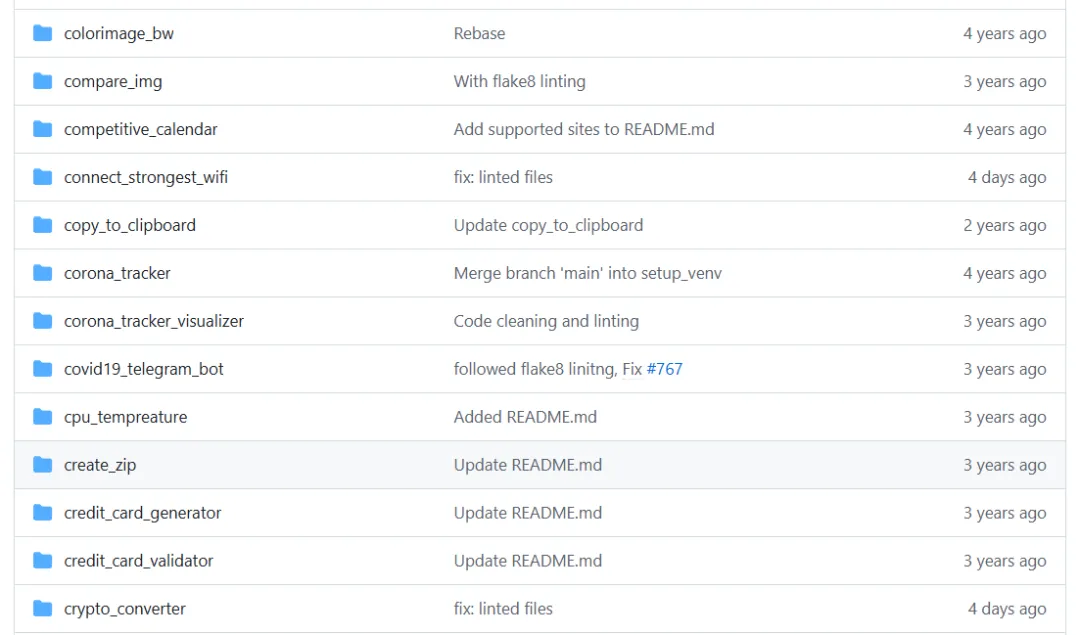 colorimage_bw Rebase 4 years ago
compare_img With flake8 linting 3 years ago
competitive_calendar Add supported sites to README.md 4 years ago
connect_strongest_wifi fix: linted files 4 days ago
copy_to_clipboard Update copy_to_clipboard 2 years ago
corona_tracker Merge branch 'main' into setup_venv 4 years ago
corona_tracker_visualizer Code cleaning and linting 3 years ago
covid19_telegram_bot followed flake8 linitng, Fix #767 3 years ago
cpu_tempreature Added README.md 3 years ago
create_zip Update README.md 3 years ago
credit_card_generator Update README.md 3 years ago
credit_card_validator Update README.md 3 years ago
crypto_converter fix: linted files 4 days ago